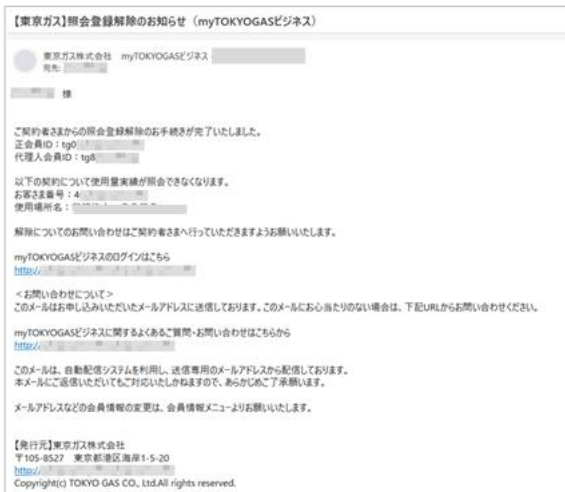 【東京ガス】照会登録解除のお知らせ（myTOKYOGASビジネス）
東京ガス株式会社　myTOKYOGASビジネス
宛先:
様
ご契約者さまからの照会登録解除のお手続きが完了いたしました。
正会員ID：tg0
代理人会員ID：tg8
以下の契約について使用量実績が照会できなくなります。
お客さま番号：4
使用場所名：
解除についてのお問い合わせはご契約者さまへ行っていただきますようお願いいたします。
myTOKYOGASビジネスのログインはこちら
http://
＜お問い合わせについて＞
このメールはお申し込みいただいたメールアドレスに送信しております。このメールにお心当たりのない場合は、下記URLからお問い合わせください。
myTOKYOGASビジネスに関するよくあるご質問・お問い合わせはこちらから
http://
このメールは、自動配信システムを利用し、送信専用のメールアドレスから配信しております。
本メールにご返信いただいてもご対応いたしかねますので、あらかじめご了承願います。
メールアドレスなどの会員情報の変更は、会員情報メニューよりお願いいたします。
【発行元】東京ガス株式会社
〒105-8527　東京都港区海岸1-5-20
http://
Copyright(c) TOKYO GAS CO., Ltd.All rights reserved.